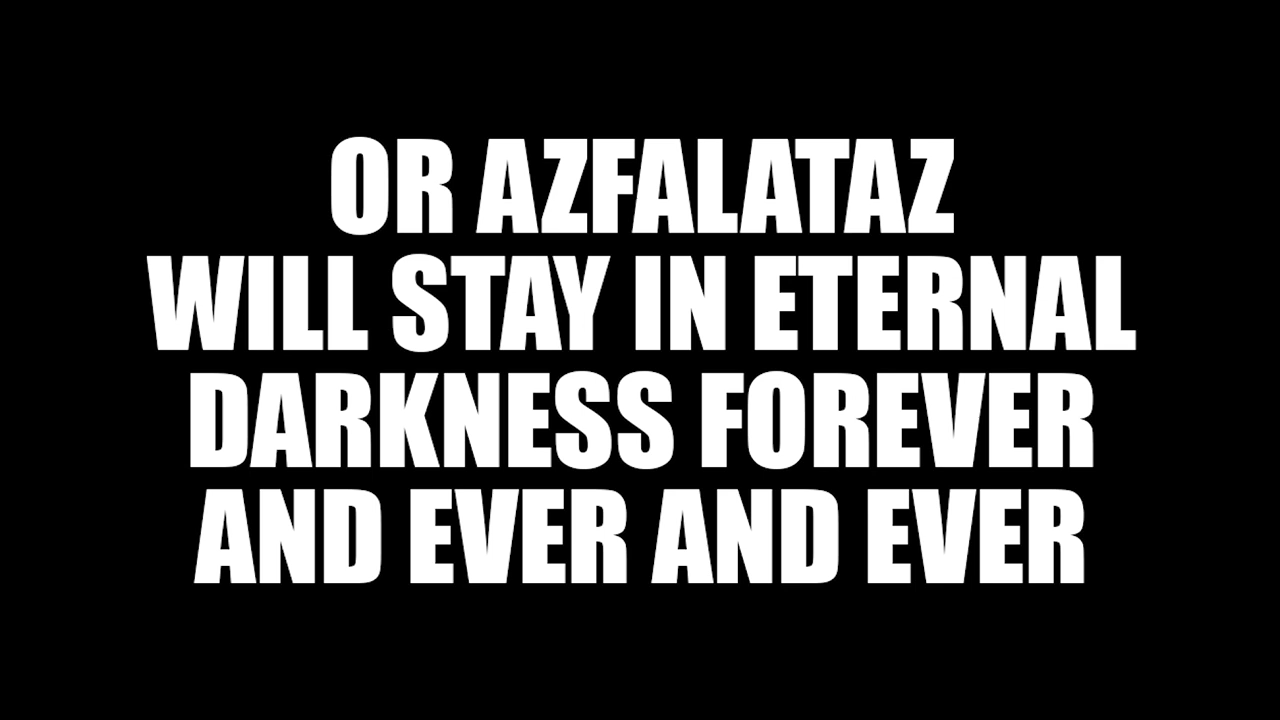 OR AZFALATAZ
WILL STAY IN ETERNAL
DARKNESS FOREVER
AND EVER AND EVER